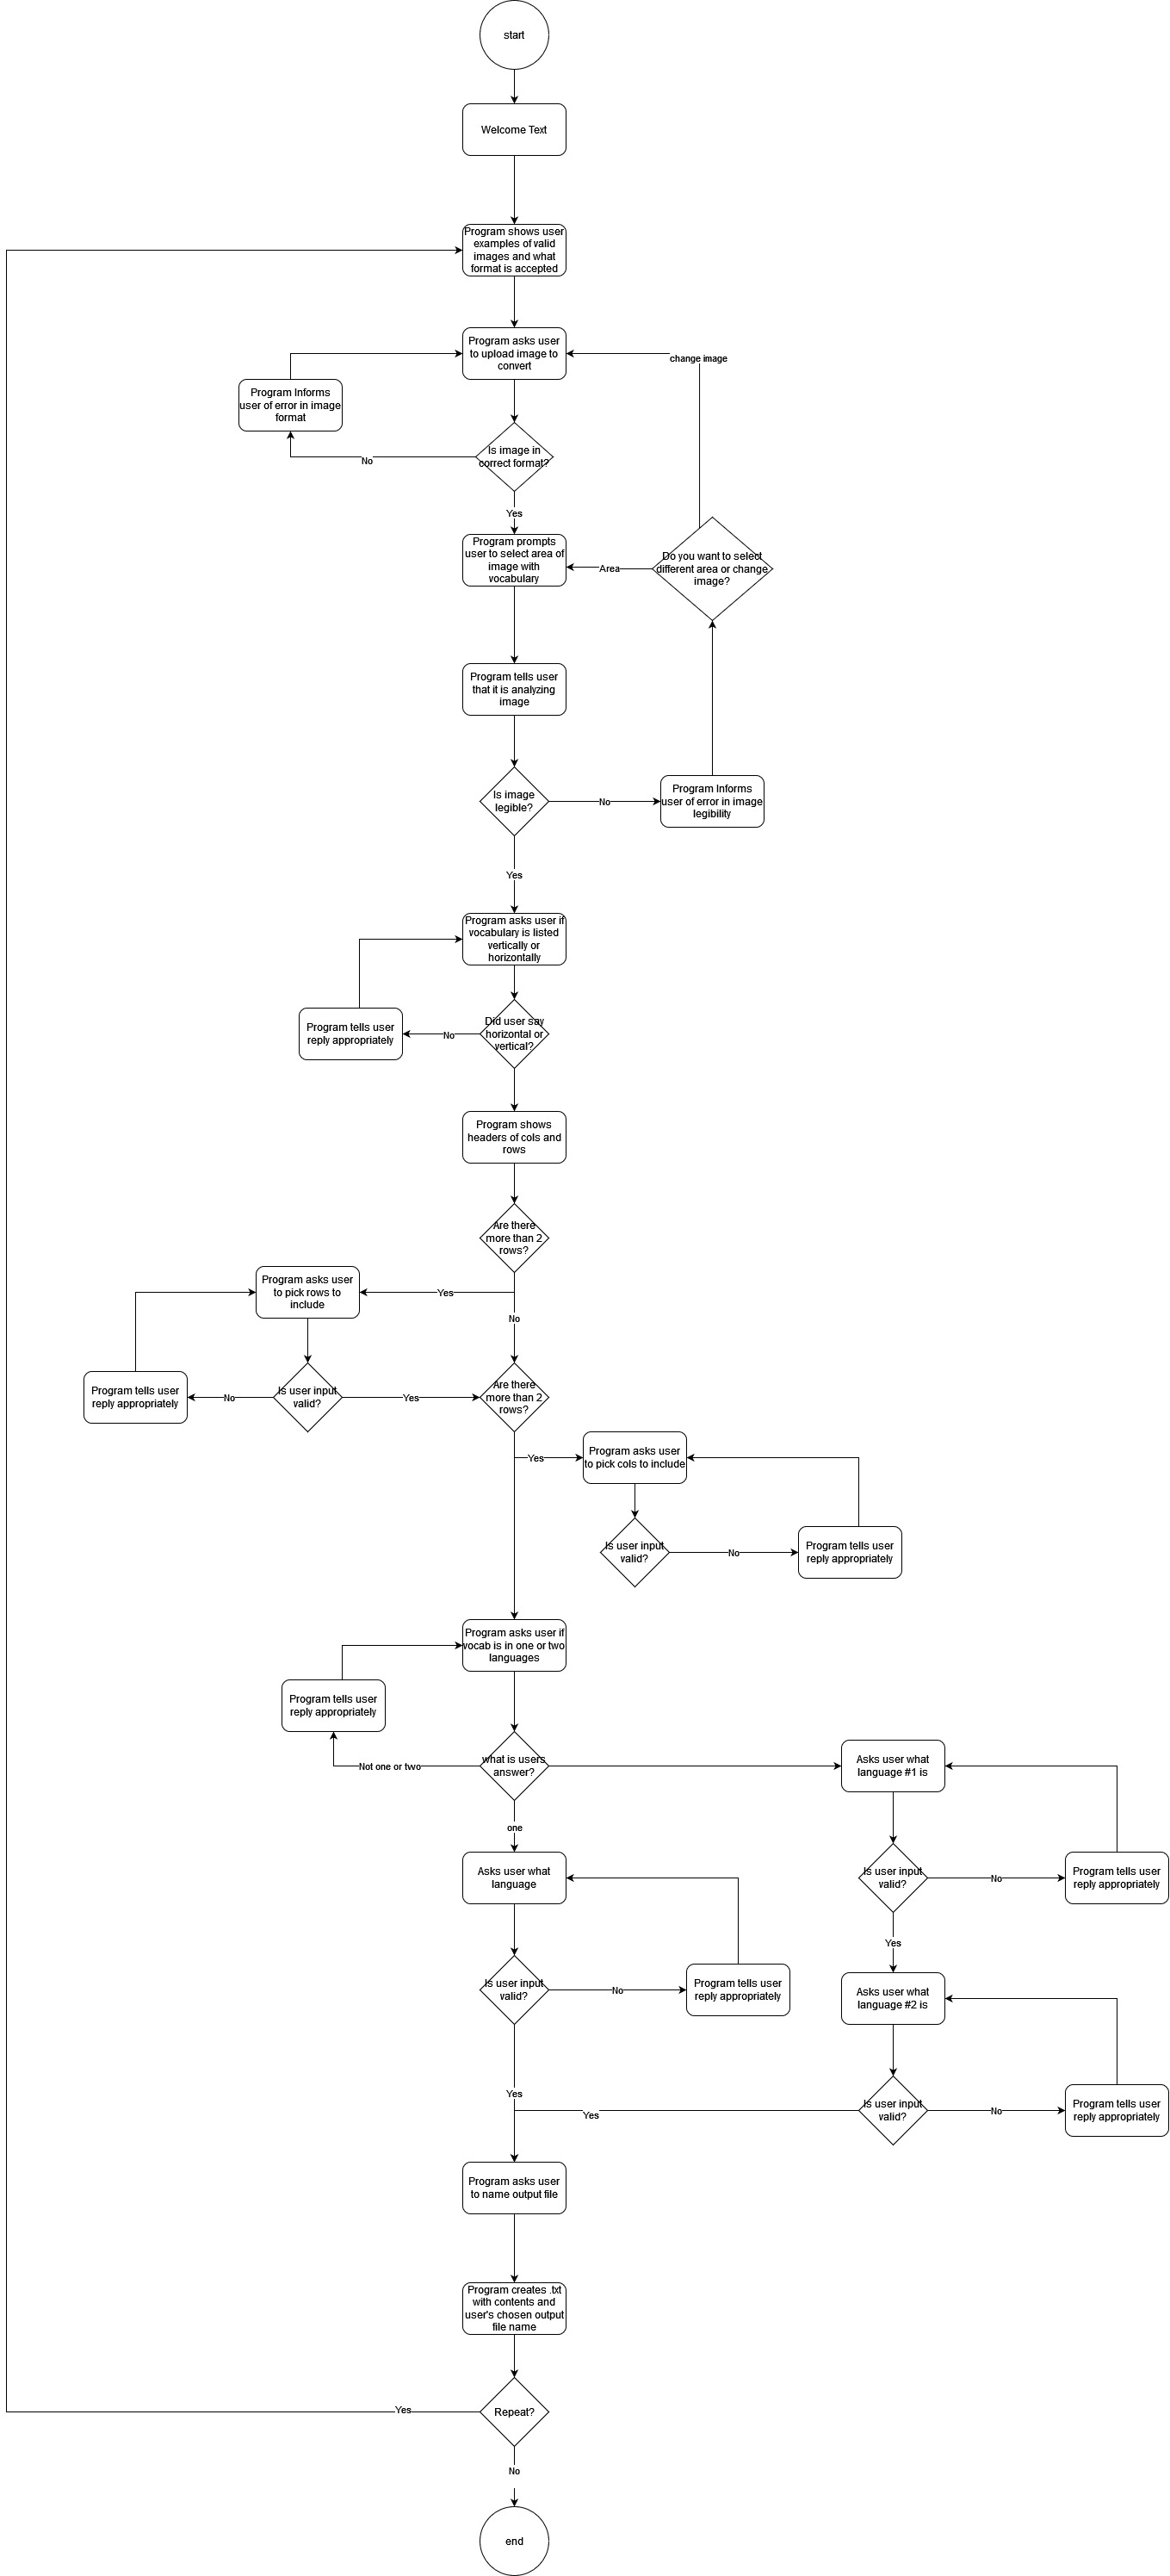 start
Welcome Text
Program shows user
examples of valid
images and what
format is accepted
Program asks user
to upload image to
convert
change image
Program Informs
user of error in image
format
Is image in
correct format?
No
Yes
Program prompts
user to select area of
image with
vocabulary
Area
Do you want to select
different area or change
image?
Program tells user
that it is analyzing
image
Is image
legible?
No
Program Informs
user of error in image
legibility
Yes
Program asks user if
vocabulary is listed
vertically or
horizontally
Program tells user
reply appropriately
No
Did user say
horizontal or
vertical?
Program shows
headers of cols and
rows
Are there
more than 2
rows?
Program asks user
to pick rows to
include
Yes
No
Program tells user
reply appropriately
No
Is user input
valid?
Yes
Are there
more than 2
rows?
Yes
Program asks user
to pick cols to include
Is user input
valid?
No
Program tells user
reply appropriately
Program asks user if
vocab is in one or two
languages
Program tells user
reply appropriately
Not one or two
what is users
answer?
Asks user what
language #1 is
one
Asks user what
language
Is user input
valid?
No
Program tells user
reply appropriately
Yes
Is user input
valid?
No
Program tells user
reply appropriately
Asks user what
language #2 is
Yes
Yes
Is user input
valid?
No
Program tells user
reply appropriately
Program asks user
to name output file
Program creates .txt
with contents and
user's chosen output
file name
Yes
Repeat?
No
end